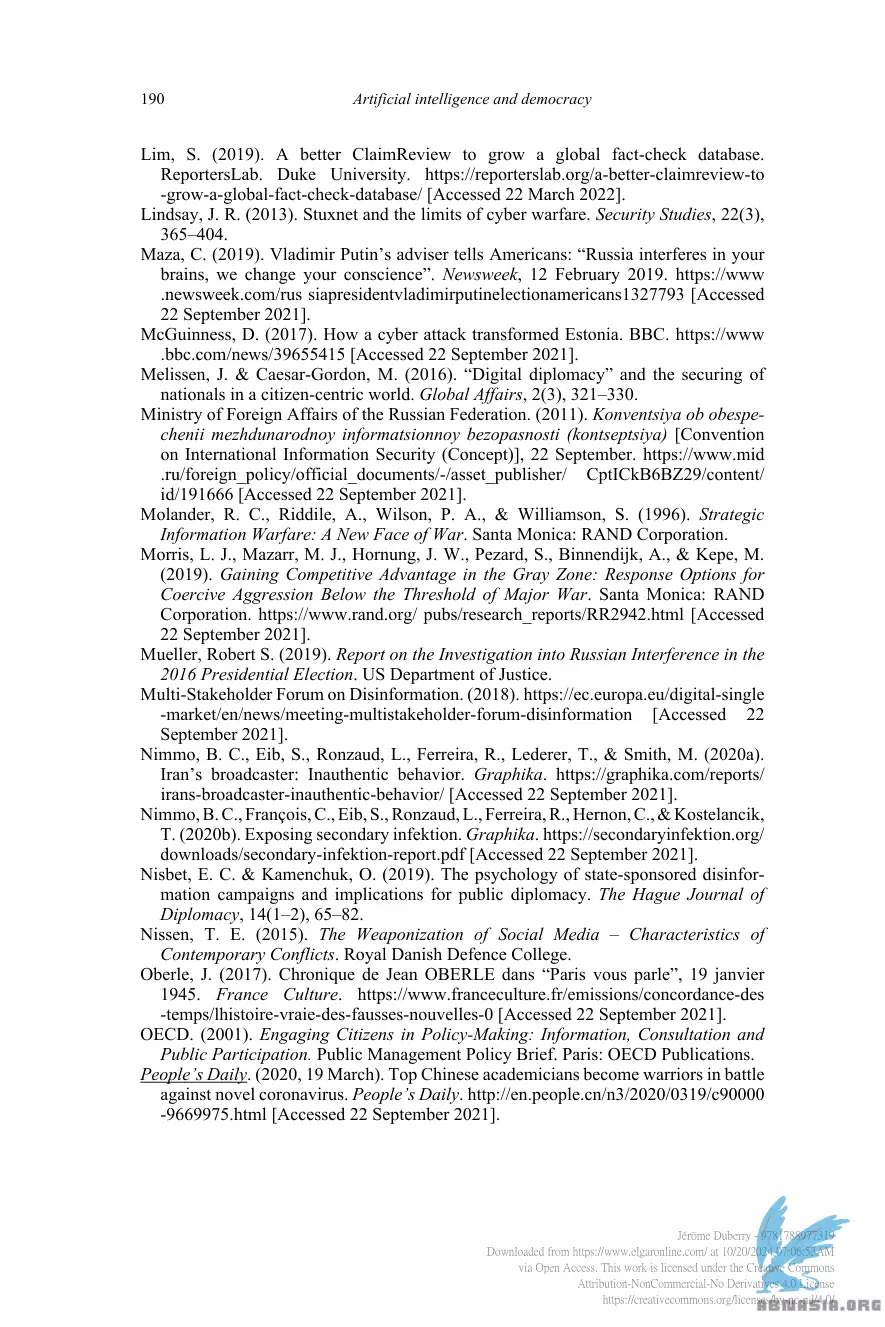 190 Artificial intelligence and democracy
Lim, S. (2019). A better ClaimReview to grow a global fact-check database.
ReportersLab. Duke University. https://reporterslab.org/a-better-claimreview-to
-grow-a-global-fact-check-database/ [Accessed 22 March 2022].
Lindsay, J. R. (2013). Stuxnet and the limits of cyber warfare. Security Studies, 22(3),
365–404.
Maza, C. (2019). Vladimir Putin’s adviser tells Americans: “Russia interferes in your
brains, we change your conscience”. Newsweek, 12 February 2019. https://www
.newsweek.com/rus siapresidentvladimirputinelectionamericans1327793 [Accessed
22 September 2021].
McGuinness, D. (2017). How a cyber attack transformed Estonia. BBC. https://www
.bbc.com/news/39655415 [Accessed 22 September 2021].
Melissen, J. & Caesar-Gordon, M. (2016). “Digital diplomacy” and the securing of
nationals in a citizen-centric world. Global Affairs, 2(3), 321–330.
Ministry of Foreign Affairs of the Russian Federation. (2011). Konventsiya ob obespe-
chenii mezhdunarodnoy informatsionnoy bezopasnosti (kontseptsiya) [Convention
on International Information Security (Concept)], 22 September. https://www.mid
.ru/foreign_policy/official_documents/-/asset_publisher/ CptICkB6BZ29/content/
id/191666 [Accessed 22 September 2021].
Molander, R. C., Riddile, A., Wilson, P. A., & Williamson, S. (1996). Strategic
Information Warfare: A New Face of War. Santa Monica: RAND Corporation.
Morris, L. J., Mazarr, M. J., Hornung, J. W., Pezard, S., Binnendijk, A., & Kepe, M.
(2019). Gaining Competitive Advantage in the Gray Zone: Response Options for
Coercive Aggression Below the Threshold of Major War. Santa Monica: RAND
Corporation. https://www.rand.org/ pubs/research_reports/RR2942.html [Accessed
22 September 2021].
Mueller, Robert S. (2019). Report on the Investigation into Russian Interference in the
2016 Presidential Election. US Department of Justice.
Multi-Stakeholder Forum on Disinformation. (2018). https://ec.europa.eu/digital-single
-market/en/news/meeting-multistakeholder-forum-disinformation [Accessed 22
September 2021].
Nimmo, B. C., Eib, S., Ronzaud, L., Ferreira, R., Lederer, T., & Smith, M. (2020a).
Iran’s broadcaster: Inauthentic behavior. Graphika. https://graphika.com/reports/
irans-broadcaster-inauthentic-behavior/ [Accessed 22 September 2021].
Nimmo, B. C., François, C., Eib, S., Ronzaud, L., Ferreira, R., Hernon, C., & Kostelancik,
T. (2020b). Exposing secondary infektion. Graphika. https://secondaryinfektion.org/
downloads/secondary-infektion-report.pdf [Accessed 22 September 2021].
Nisbet, E. C. & Kamenchuk, O. (2019). The psychology of state-sponsored disinfor-
mation campaigns and implications for public diplomacy. The Hague Journal of
Diplomacy, 14(1–2), 65–82.
Nissen, T. E. (2015). The Weaponization of Social Media – Characteristics of
Contemporary Conflicts. Royal Danish Defence College.
Oberle, J. (2017). Chronique de Jean OBERLE dans “Paris vous parle”, 19 janvier
1945. France Culture. https://www.franceculture.fr/emissions/concordance-des
-temps/lhistoire-vraie-des-fausses-nouvelles-0 [Accessed 22 September 2021].
OECD. (2001). Engaging Citizens in Policy-Making: Information, Consultation and
Public Participation. Public Management Policy Brief. Paris: OECD Publications.
People’s Daily. (2020, 19 March). Top Chinese academicians become warriors in battle
against novel coronavirus. People’s Daily. http://en.people.cn/n3/2020/0319/c90000
-9669975.html [Accessed 22 September 2021].
Jérôme Duberry - 9781788977319
Downloaded from https://www.elgaronline.com/ at 10/20/2024 07:06:52AM
via Open Access. This work is licensed under the Creative Commons
Attribution-NonCommercial-No Derivatives 4.0 License
https://creativecommons.org/licenses/by-nc-nd/4.0/
ABTWASIA.ORG